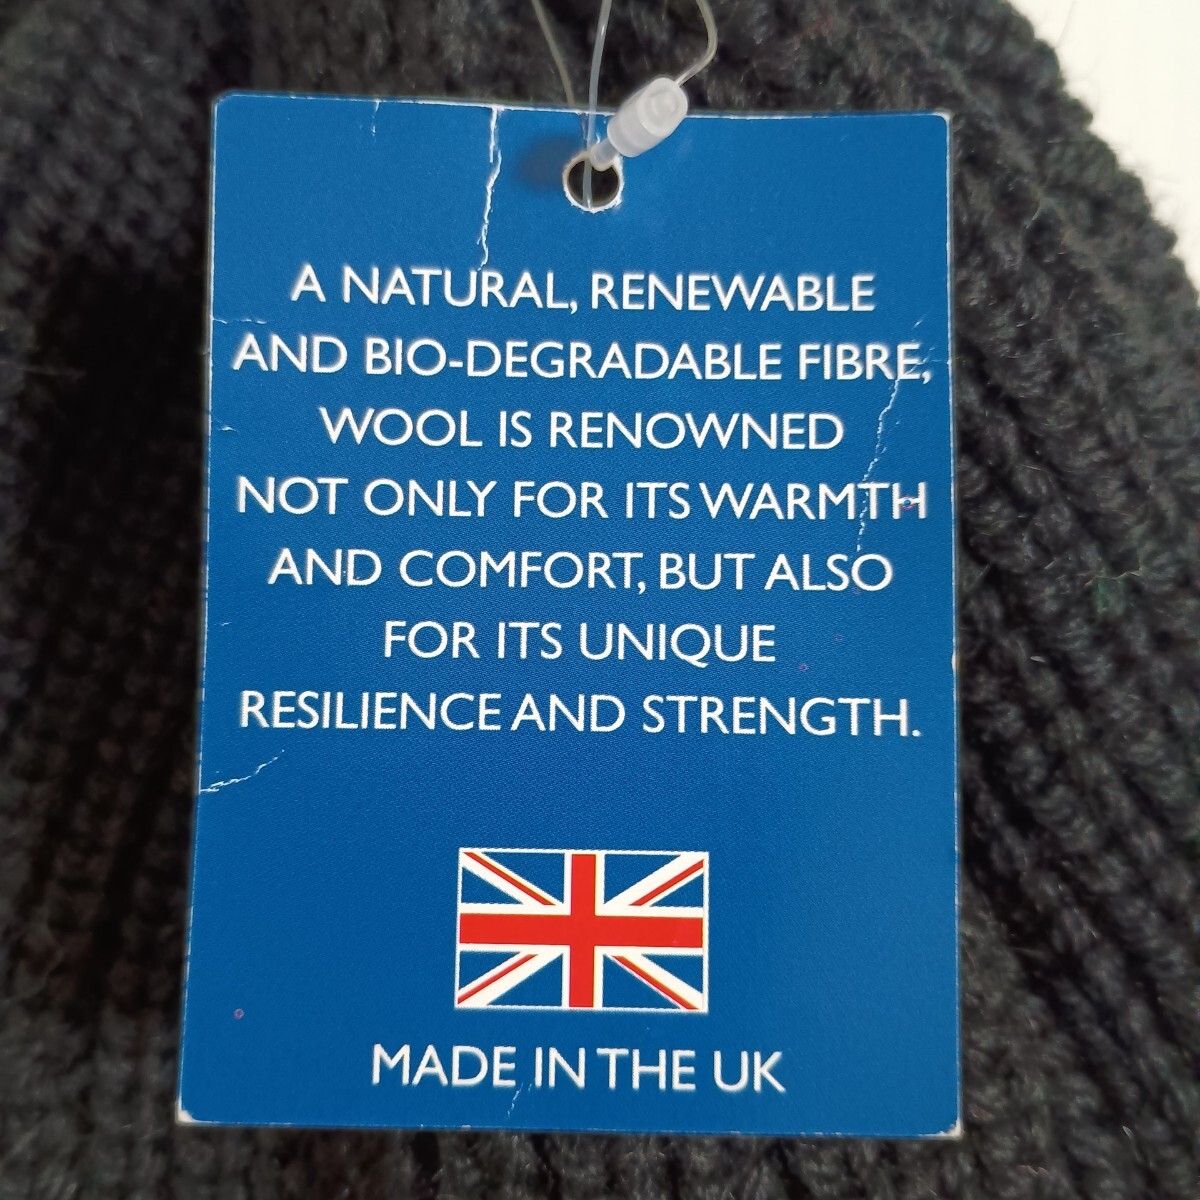 A NATURAL, RENEWABLE
AND BIO-DEGRADABLE FIBRE,
WOOL IS RENOWNED
NOT ONLY FOR ITS WARMTH
AND COMFORT, BUT ALSO
FOR ITS UNIQUE
RESILIENCE AND STRENGTH.
MADE IN THE UK